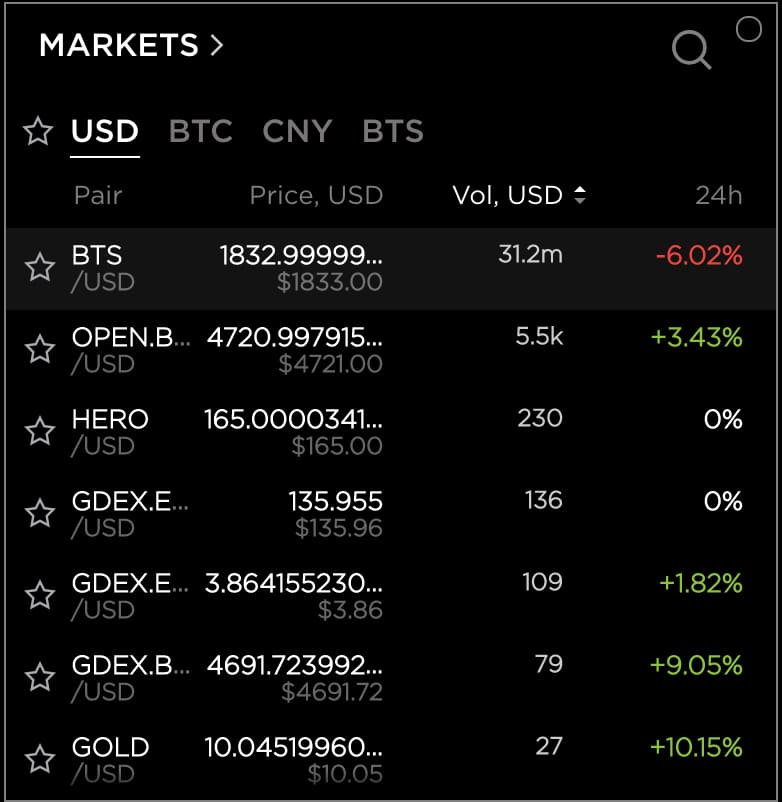 MARKETS >
USD BTC CNY BTS
Pair Price, USD Vol, USD 24h
BTS 1832.99999... 31.2m -6.02%
/USD $1833.00
OPEN.B... 4720.997915... 5.5k +3.43%
/USD $4721.00
HERO 165.0000341... 230 0%
/USD $165.00
GDEX.E... 135.955 136 0%
/USD $135.96
GDEX.E... 3.864155230... 109 +1.82%
/USD $3.86
GDEX.B... 4691.723992... 79 +9.05%
/USD $4691.72
GOLD 10.04519960... 27 +10.15%
/USD $10.05